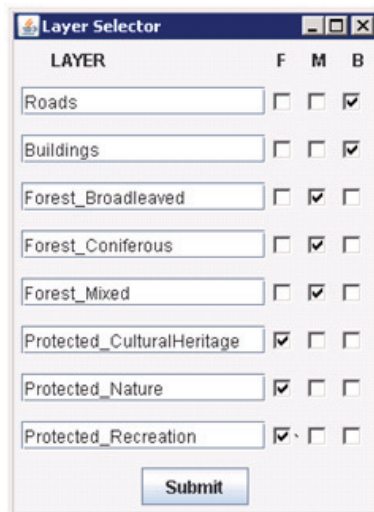 Layer Selector
LAYER F M B
Roads
Buildings
Forest_Broadleaved
Forest_Coniferous
Forest_Mixed
Protected_CulturalHeritage
Protected_Nature
Protected_Recreation
Submit